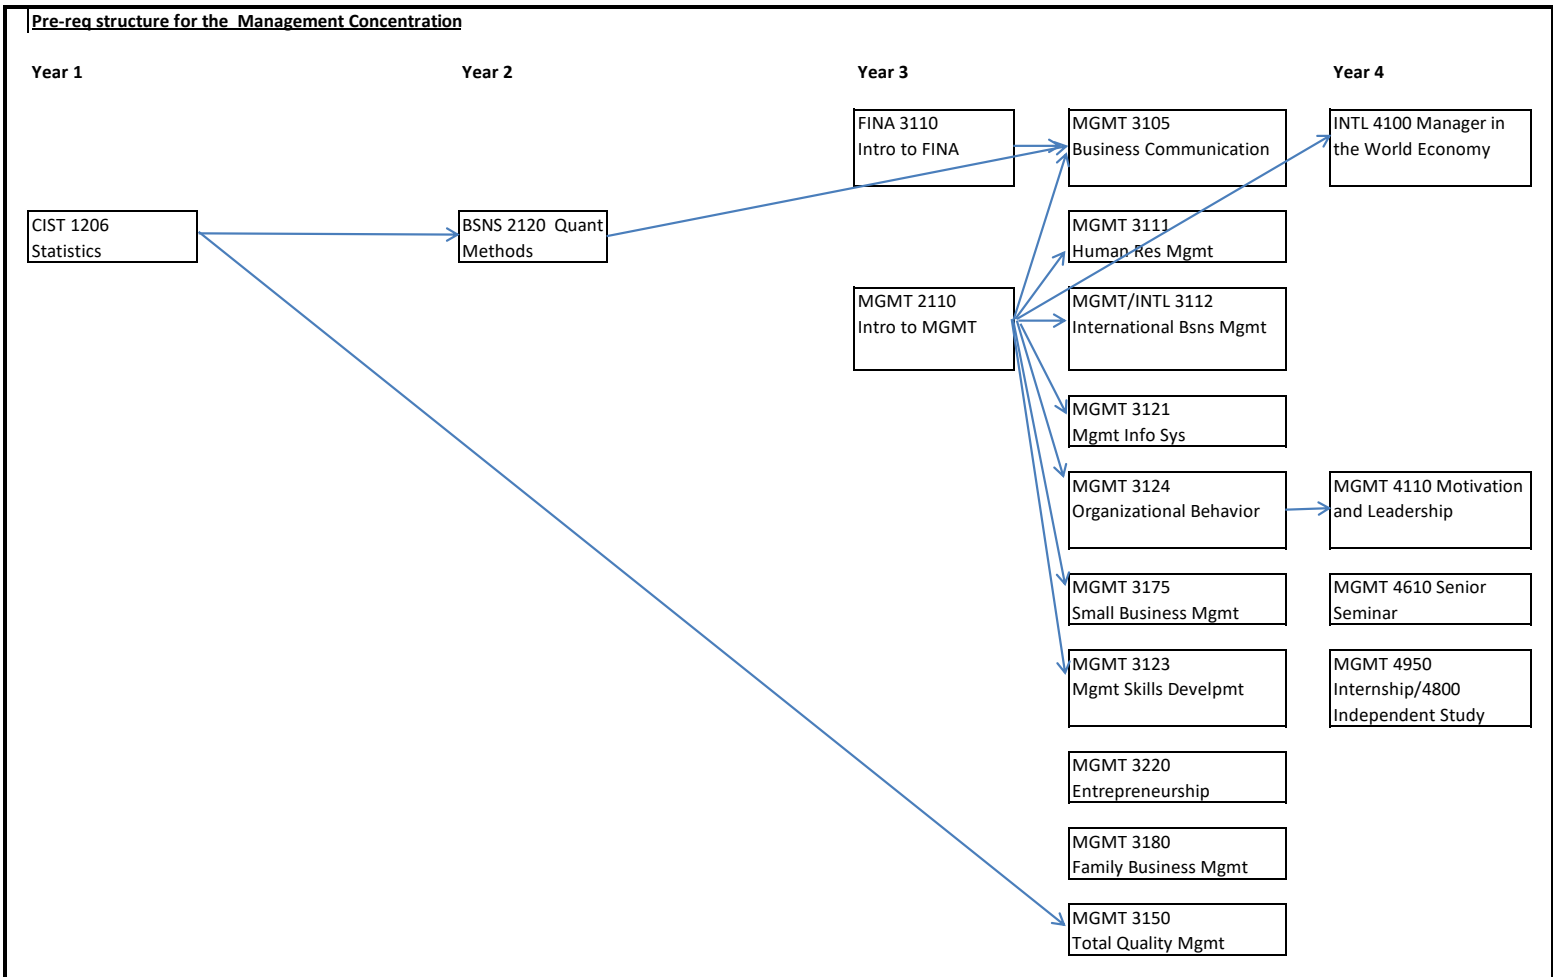 Pre-req structure for the  Management Concentration
Year 1
Year 2
Year 3
Year 4
FINA 3110
Intro to FINA
MGMT 3105
Business Communication
INTL 4100 Manager in
the World Economy
CIST 1206
Statistics
BSNS 2120  Quant
Methods
MGMT 3111
Human Res Mgmt
MGMT 2110
Intro to MGMT
MGMT/INTL 3112
International Bsns Mgmt
MGMT 3121
Mgmt Info Sys
MGMT 3124
Organizational Behavior
MGMT 4110 Motivation
and Leadership
MGMT 3175
Small Business Mgmt
MGMT 4610 Senior
Seminar
MGMT 3123
Mgmt Skills Develpmt
MGMT 4950
Internship/4800
Independent Study
MGMT 3220
Entrepreneurship
MGMT 3180
Family Business Mgmt
MGMT 3150
Total Quality Mgmt